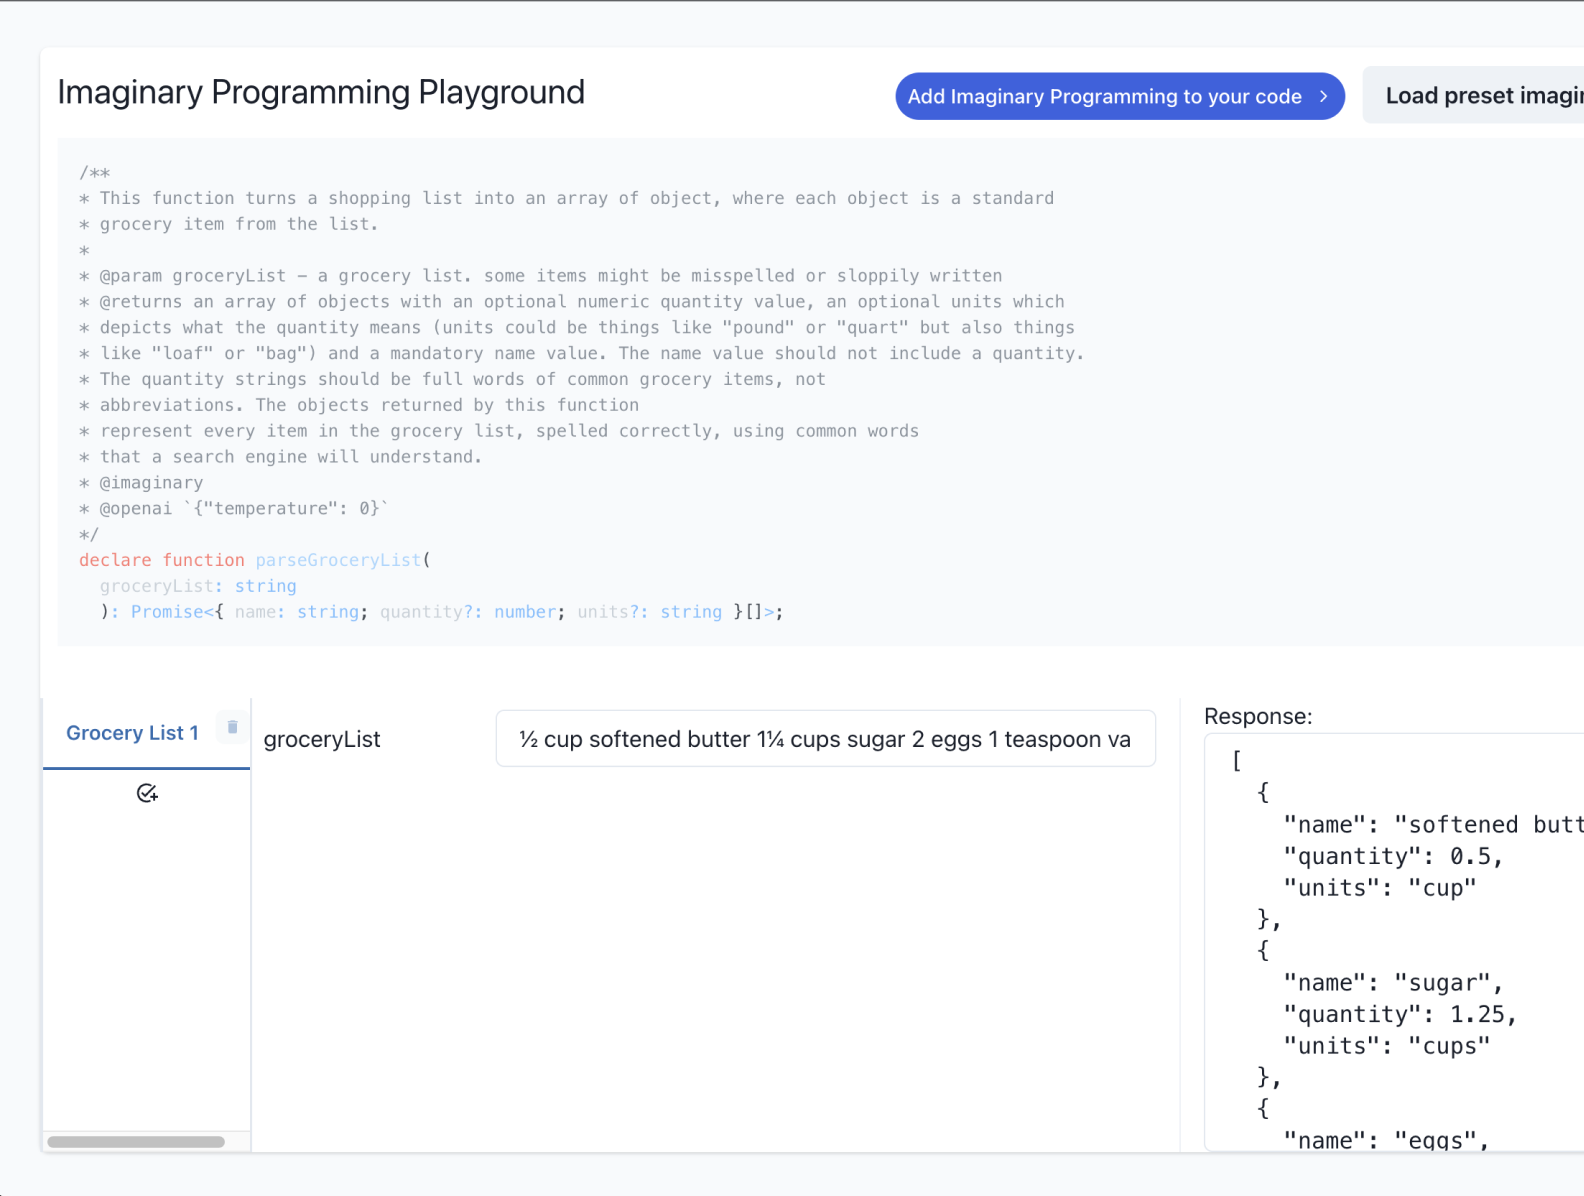 Imaginary Programming Playground
Add Imaginary Programming to your code >
Load preset imagi
/**
* This function turns a shopping list into an array of object, where each object is a standard
* grocery item from the list.
*
* @param groceryList – a grocery list. some items might be misspelled or sloppily written
* @returns an array of objects with an optional numeric quantity value, an optional units which
* depicts what the quantity means (units could be things like "pound" or "quart" but also things
* like "loaf" or "bag") and a mandatory name value. The name value should not include a quantity.
* The quantity strings should be full words of common grocery items, not
* abbreviations. The objects returned by this function
* represent every item in the grocery list, spelled correctly, using common words
* that a search engine will understand.
* @imaginary
* @openai `{"temperature": 0}`
*/
declare function parseGroceryList(
groceryList: string
): Promise<{ name: string; quantity?: number; units?: string }[]>;
Grocery List 1
groceryList
½ cup softened butter 1¼ cups sugar 2 eggs 1 teaspoon va
Response:
[
{
"name": "softened butt
"quantity": 0.5,
"units": "cup"
},
{
"name": "sugar",
"quantity": 1.25,
"units": "cups"
},
{
"name": "eggs",